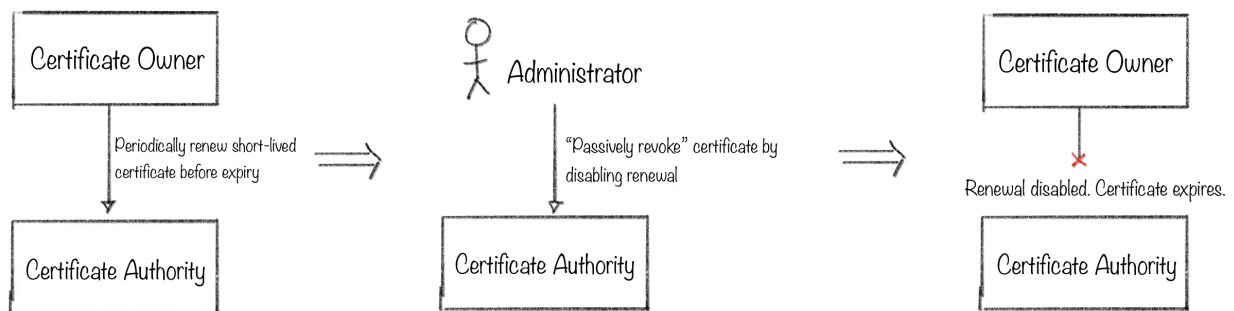 Certificate Owner
Periodically renew short-lived
certificate before expiry
Certificate Authority
Administrator
“Passively revoke” certificate by
disabling renewal
Certificate Authority
Certificate Owner
Renewal disabled. Certificate expires.
Certificate Authority